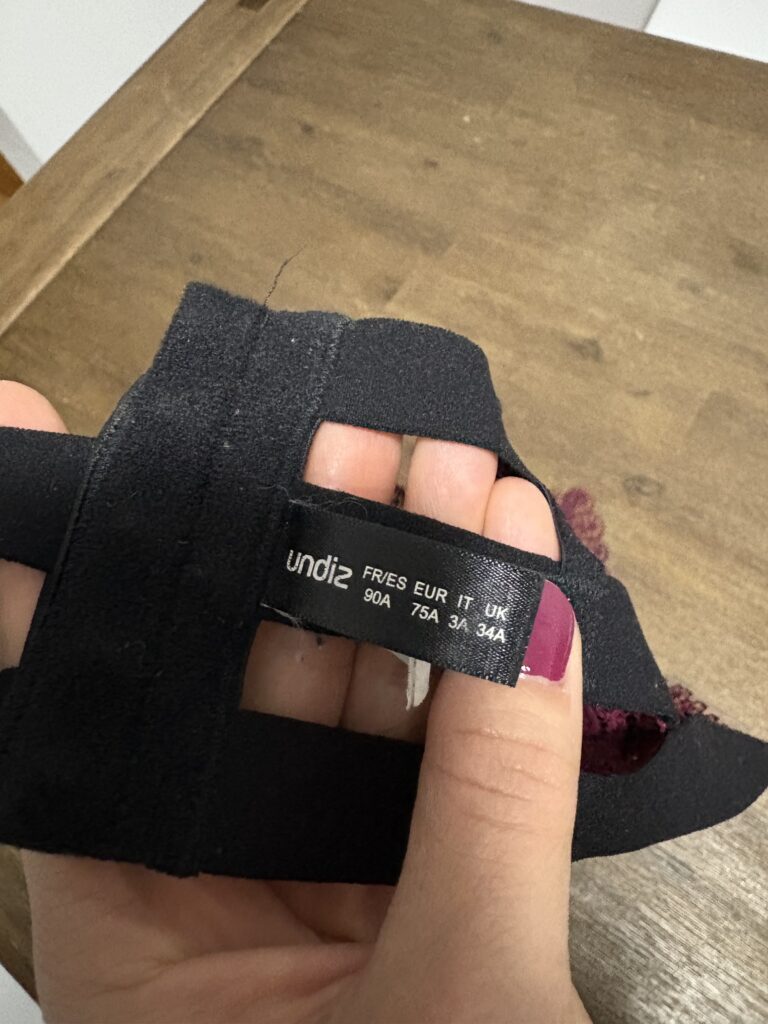 undiz
FR/ES EUR IT UK
90A 75A 3A 34A